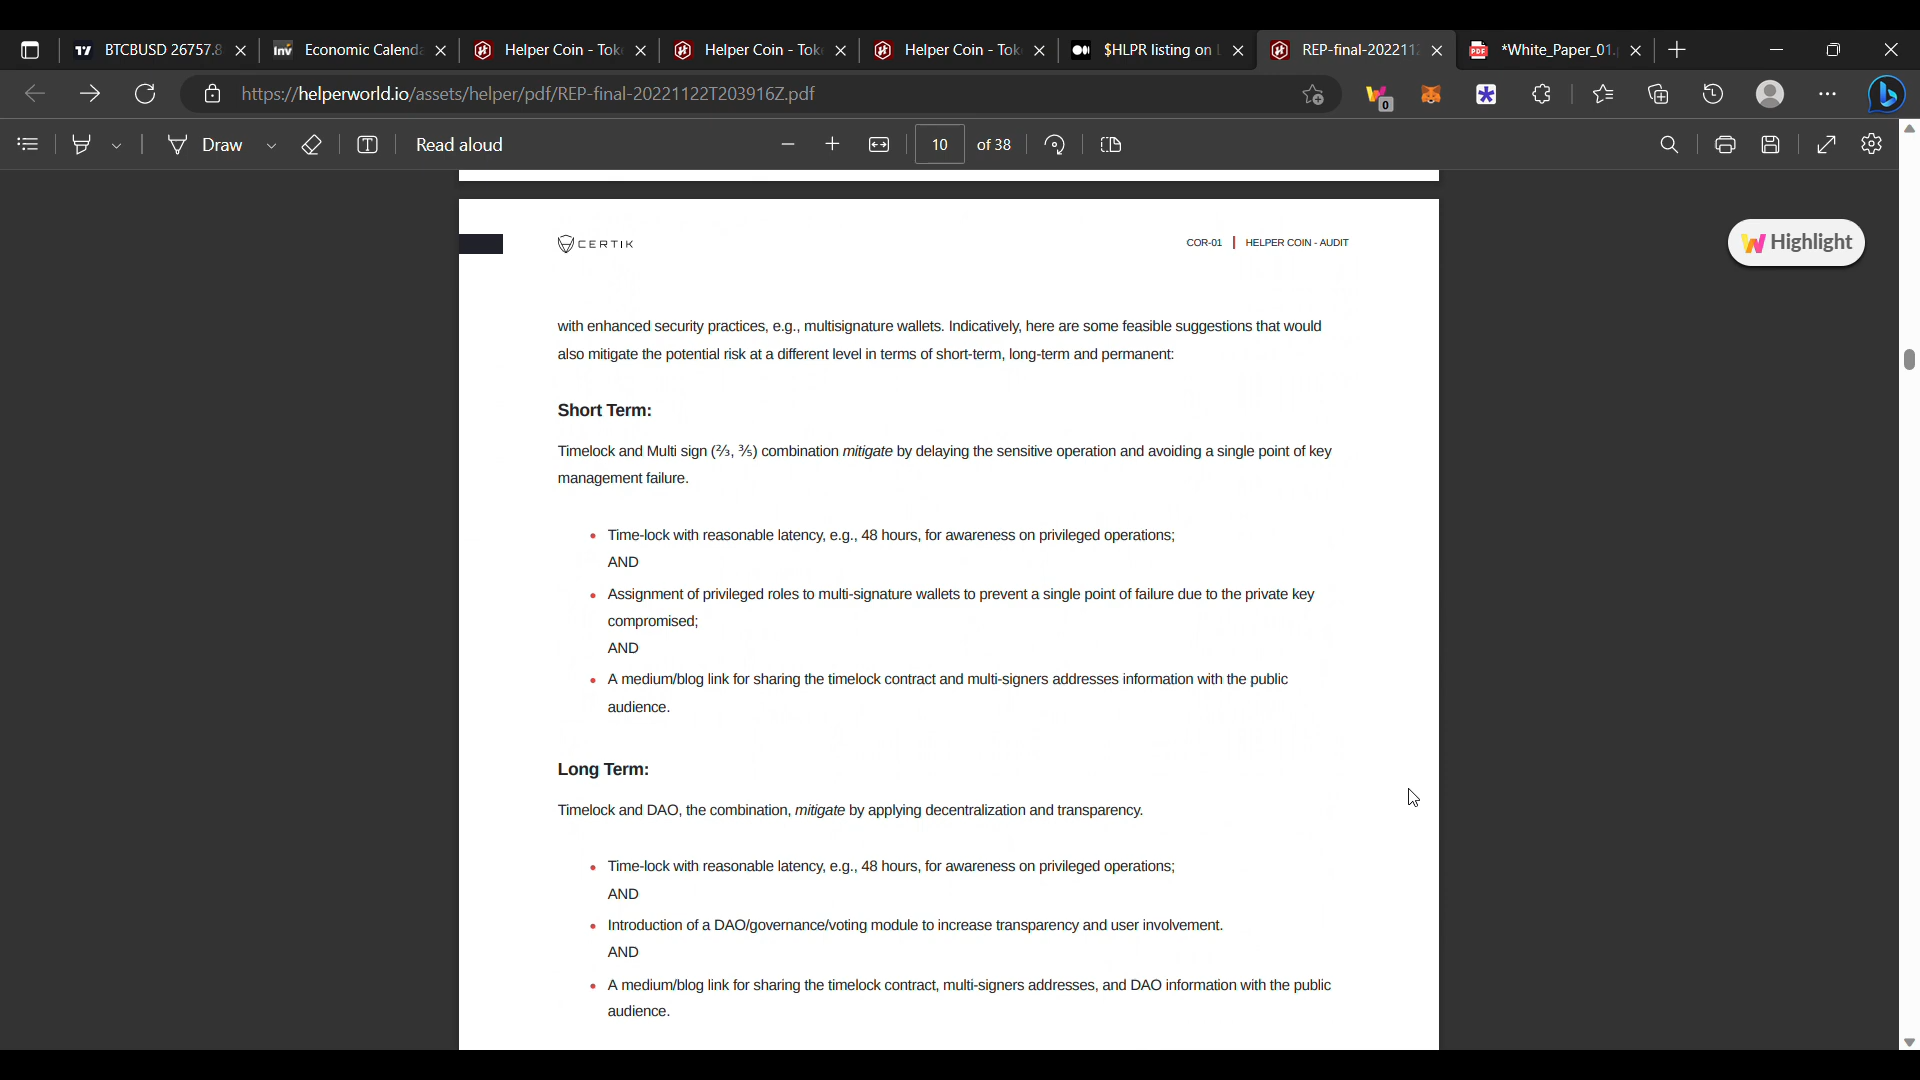 BTCBUSD 26757.8
Economic Calend
Helper Coin - Tok
Helper Coin - Tok
Helper Coin - Tok
$HLPR listing on L
REP-final-2022112
*White_Paper_01.
https://helperworld.io/assets/helper/pdf/REP-final-20221122T203916Z.pdf
0
Draw
Read aloud
10 of 38
CERTIK
COR-01 | HELPER COIN - AUDIT
Highlight
with enhanced security practices, e.g., multisignature wallets. Indicatively, here are some feasible suggestions that would
also mitigate the potential risk at a different level in terms of short-term, long-term and permanent:
Short Term:
Timelock and Multi sign (⅔, ⅗) combination mitigate by delaying the sensitive operation and avoiding a single point of key
management failure.
• Time-lock with reasonable latency, e.g., 48 hours, for awareness on privileged operations;
AND
• Assignment of privileged roles to multi-signature wallets to prevent a single point of failure due to the private key
compromised;
AND
• A medium/blog link for sharing the timelock contract and multi-signers addresses information with the public
audience.
Long Term:
Timelock and DAO, the combination, mitigate by applying decentralization and transparency.
• Time-lock with reasonable latency, e.g., 48 hours, for awareness on privileged operations;
AND
• Introduction of a DAO/governance/voting module to increase transparency and user involvement.
AND
• A medium/blog link for sharing the timelock contract, multi-signers addresses, and DAO information with the public
audience.